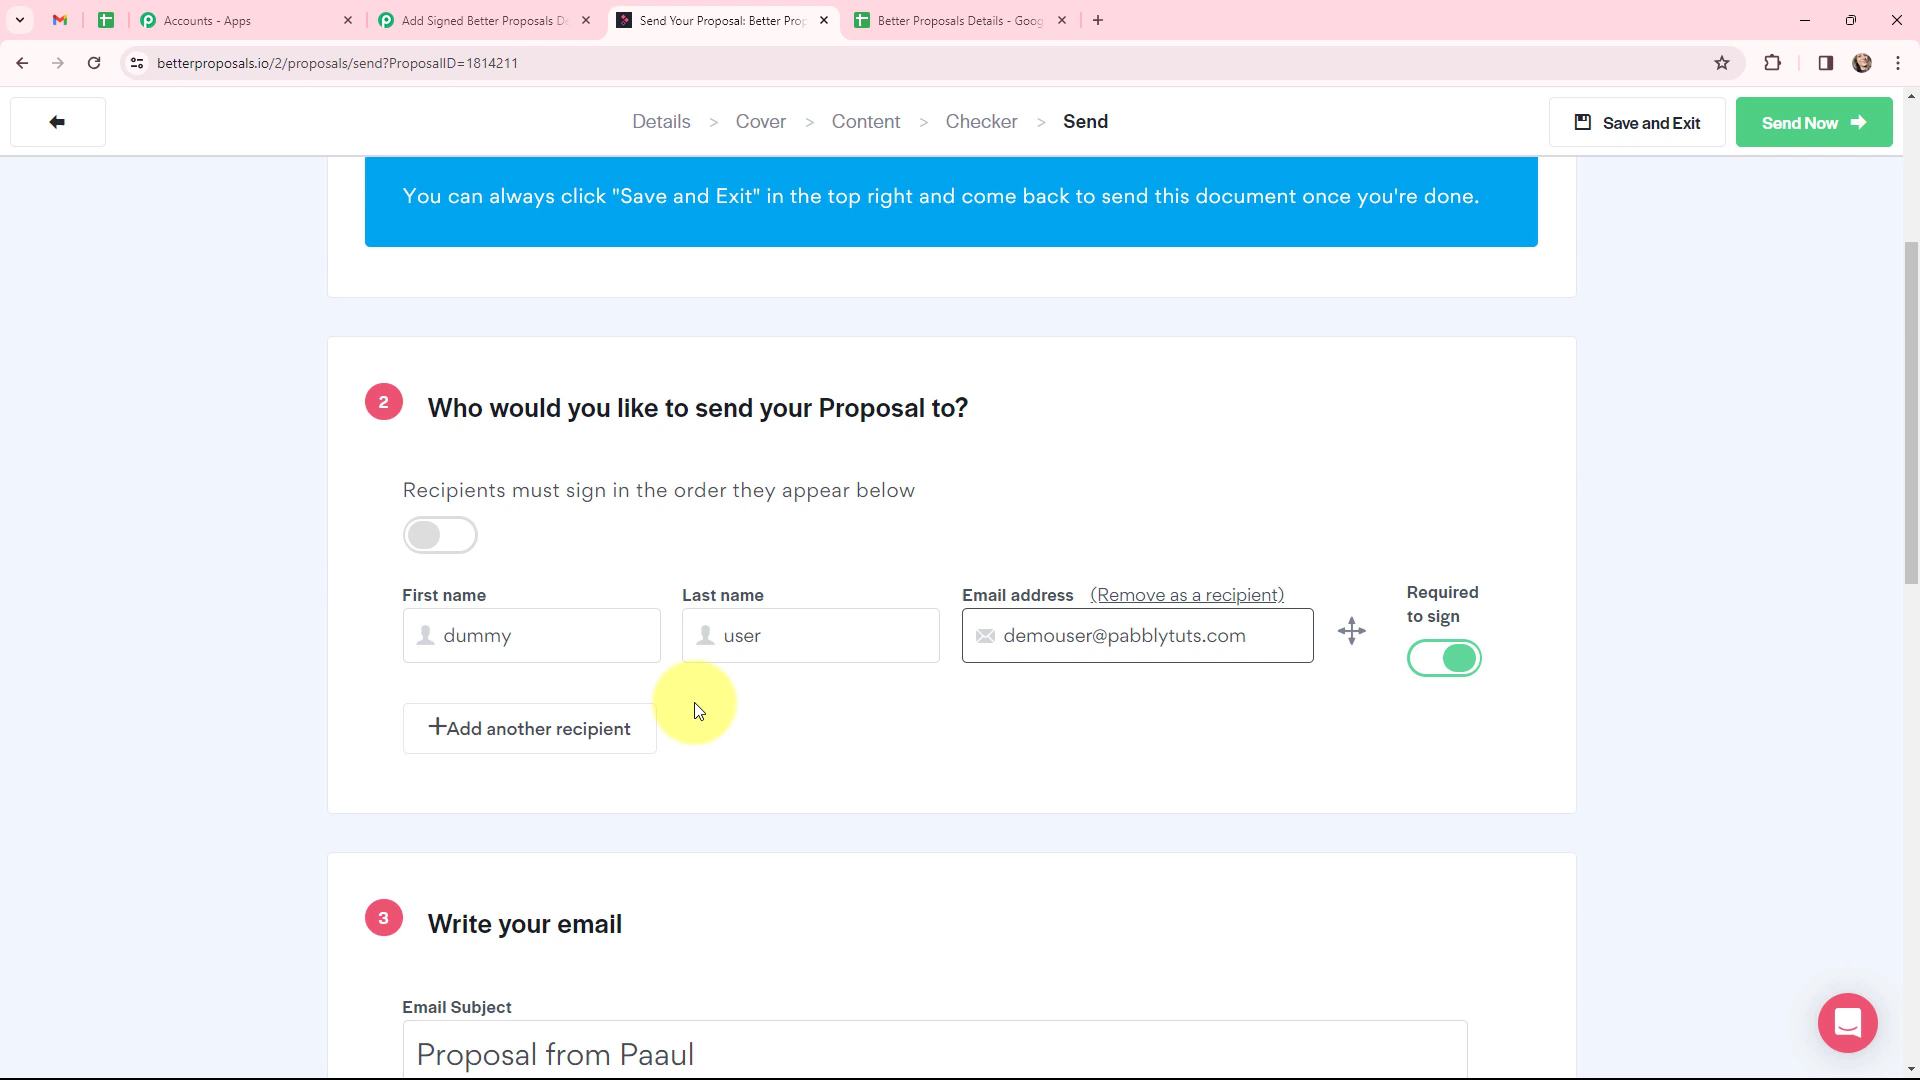 Accounts - Apps
Add Signed Better Proposals De
Send Your Proposal: Better Prop
Better Proposals Details - Goog
betterproposals.io/2/proposals/send?ProposalID=1814211
Details > Cover > Content > Checker > Send
Save and Exit
Send Now
You can always click "Save and Exit" in the top right and come back to send this document once you're done.
2 Who would you like to send your Proposal to?
Recipients must sign in the order they appear below
First name
Last name
Email address (Remove as a recipient)
Required
to sign
dummy
user
demouser@pabblytuts.com
+Add another recipient
3 Write your email
Email Subject
Proposal from Paaul